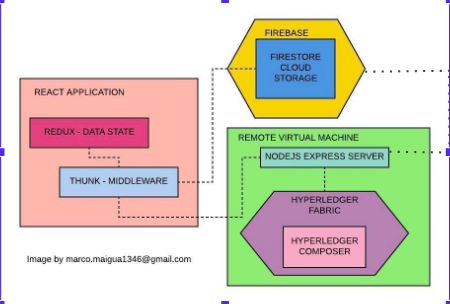 FIREBASE
FIRESTORE
CLOUD
STORAGE
REACT APPLICATION
REDUX - DATA STATE
THUNK - MIDDLEWARE
REMOTE VIRTUAL MACHINE
NODEJS EXPRESS SERVER
HYPERLEDGER
FABRIC
HYPERLEDGER
COMPOSER
Image by marco.maigua1346@gmail.com